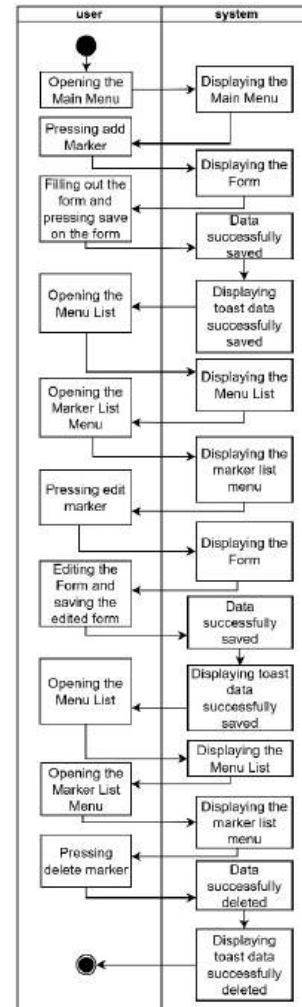 user
system
Opening the
Main Menu
Displaying the
Main Menu
Pressing add
Marker
Displaying the
Form
Filling out the
form and
pressing save
on the form
Data
successfully
saved
Displaying
toast data
successfully
saved
Opening the
Menu List
Displaying the
Menu List
Opening the
Marker List
Menu
Displaying the
marker list
menu
Pressing edit
marker
Displaying the
Form
Editing the
Form and
saving the
edited form
Data
successfully
saved
Displaying toast
data
successfully
saved
Opening the
Menu List
Displaying the
Menu List
Opening the
Marker List
Menu
Displaying the
marker list
menu
Pressing
delete marker
Data
successfully
deleted
Displaying
toast data
successfully
deleted